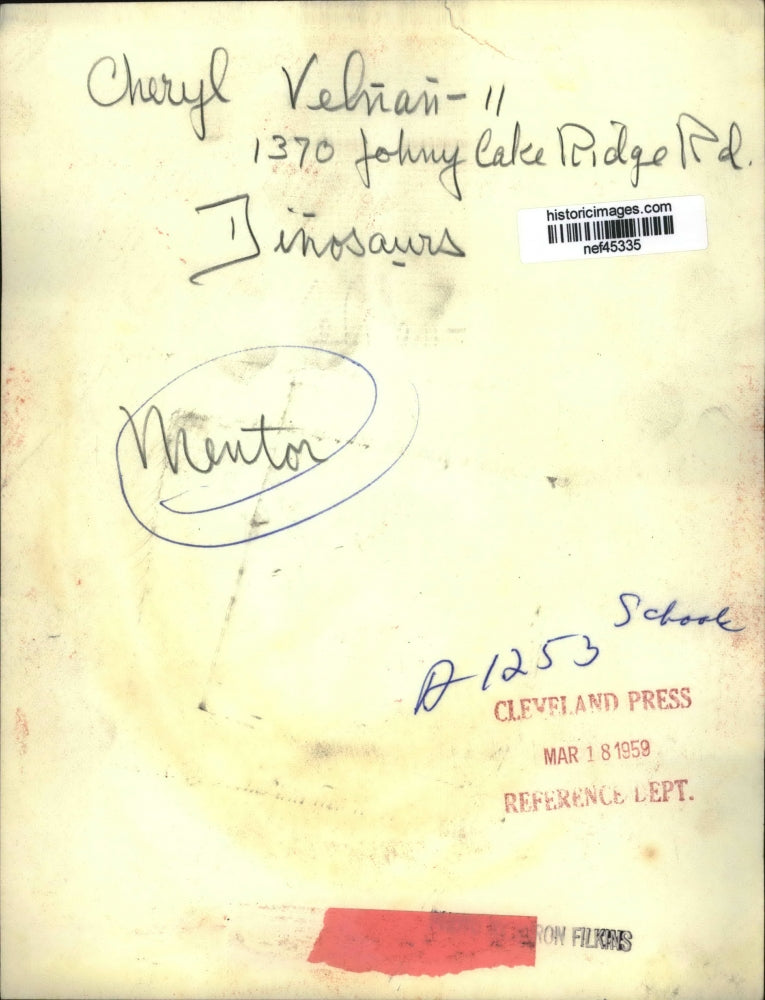 Cheryl Velnan - 11
1370 Johny Cake Ridge Rd.
Dinosaurs
historicimages.com
nef45335
Mentor
School
A-1253
CLEVELAND PRESS
MAR 18 1959
REFERENCE DEPT.
RON FILKINS